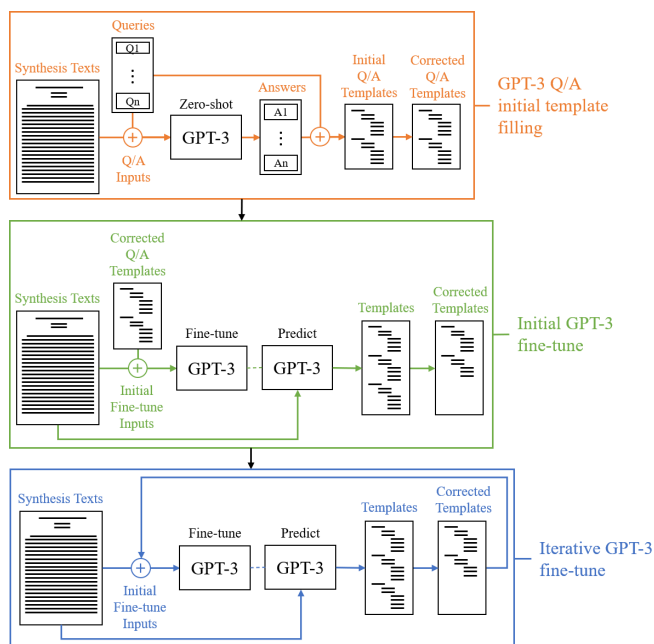 Queries
Q1
Qn
Synthesis Texts
Zero-shot
GPT-3
Q/A
Inputs
Answers
A1
An
Initial
Q/A
Templates
Corrected
Q/A
Templates
GPT-3 Q/A
initial template
filling
Corrected
Q/A
Templates
Synthesis Texts
Initial
Fine-tune
Inputs
Fine-tune
GPT-3
Predict
GPT-3
Templates
Corrected
Templates
Initial GPT-3
fine-tune
Synthesis Texts
Initial
Fine-tune
Inputs
Fine-tune
GPT-3
Predict
GPT-3
Templates
Corrected
Templates
Iterative GPT-3
fine-tune